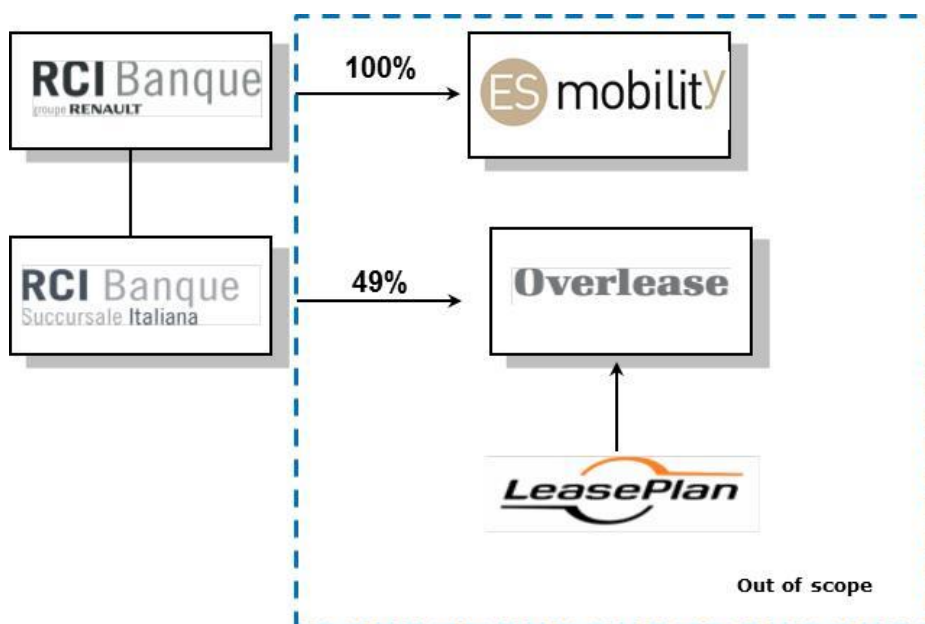 RCI Banque
groupe RENAULT
100%
ES mobility
RCI Banque
Succursale Italiana
49%
Overlease
LeasePlan
Out of scope